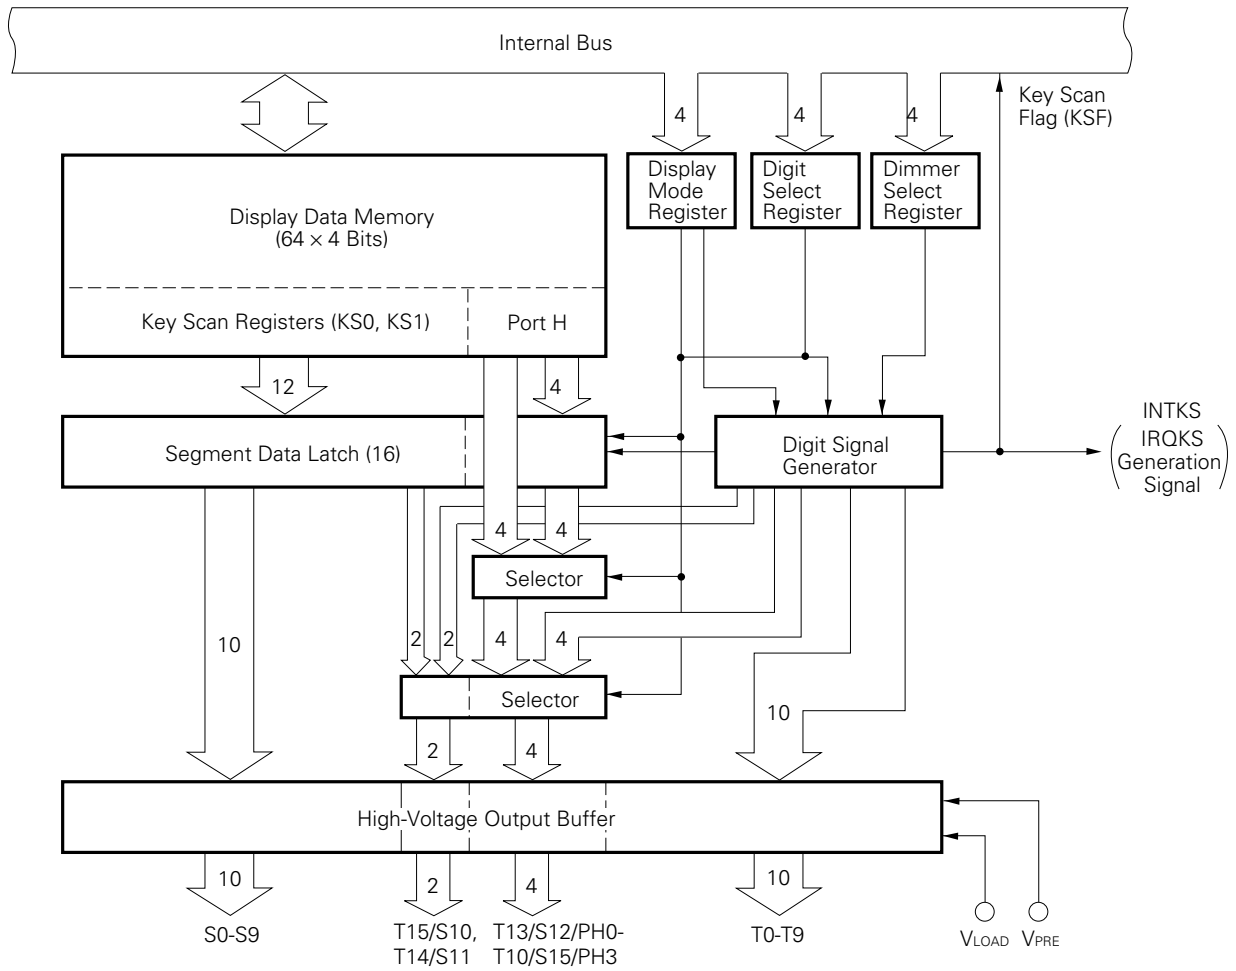 Internal Bus
Key Scan
Flag (KSF)
4
4
4
Display
Mode
Register
Digit
Select
Register
Dimmer
Select
Register
Display Data Memory
(64 × 4 Bits)
Key Scan Registers (KS0, KS1)
Port H
12
4
Segment Data Latch (16)
Digit Signal
Generator
INTKS
IRQKS
Generation
Signal
4
4
Selector
10
2
2
4
4
Selector
10
2
4
High-Voltage Output Buffer
10
2
4
10
S0-S9
T15/S10,
T14/S11
T13/S12/PH0-
T10/S15/PH3
T0-T9
VLOAD
VPRE